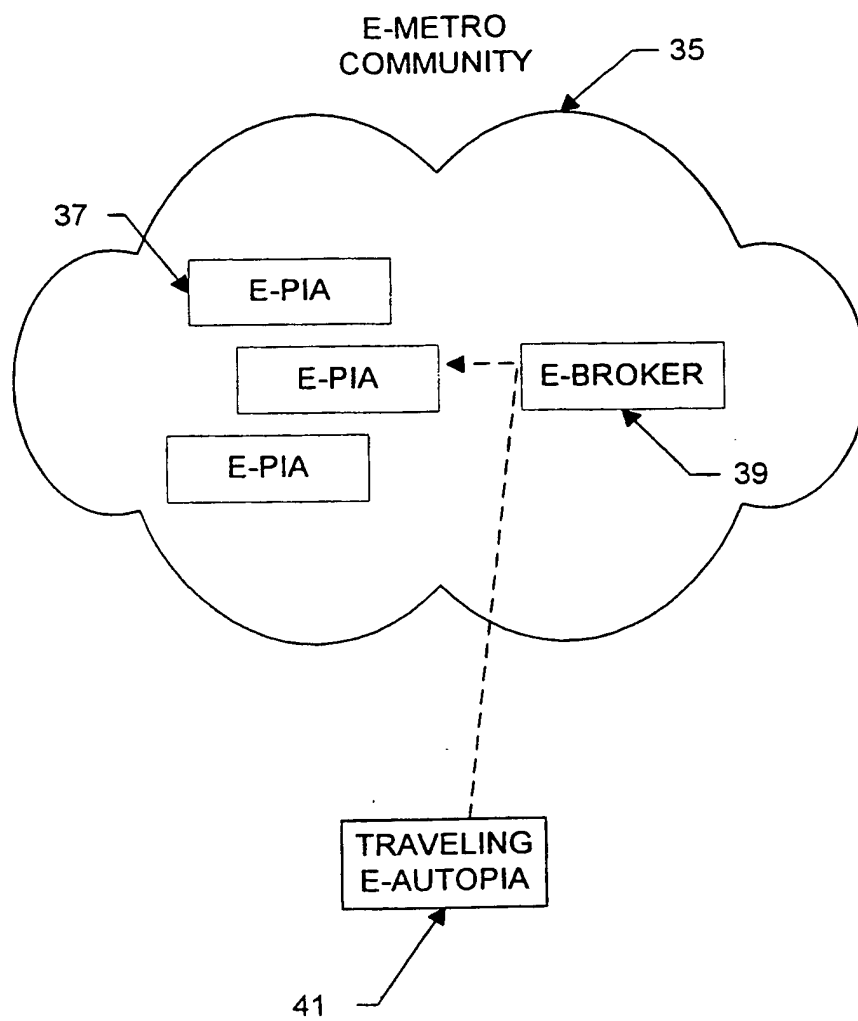 E-METRO
COMMUNITY
35
37
E-PIA
E-PIA
E-BROKER
E-PIA
39
TRAVELING
E-AUTOPIA
41